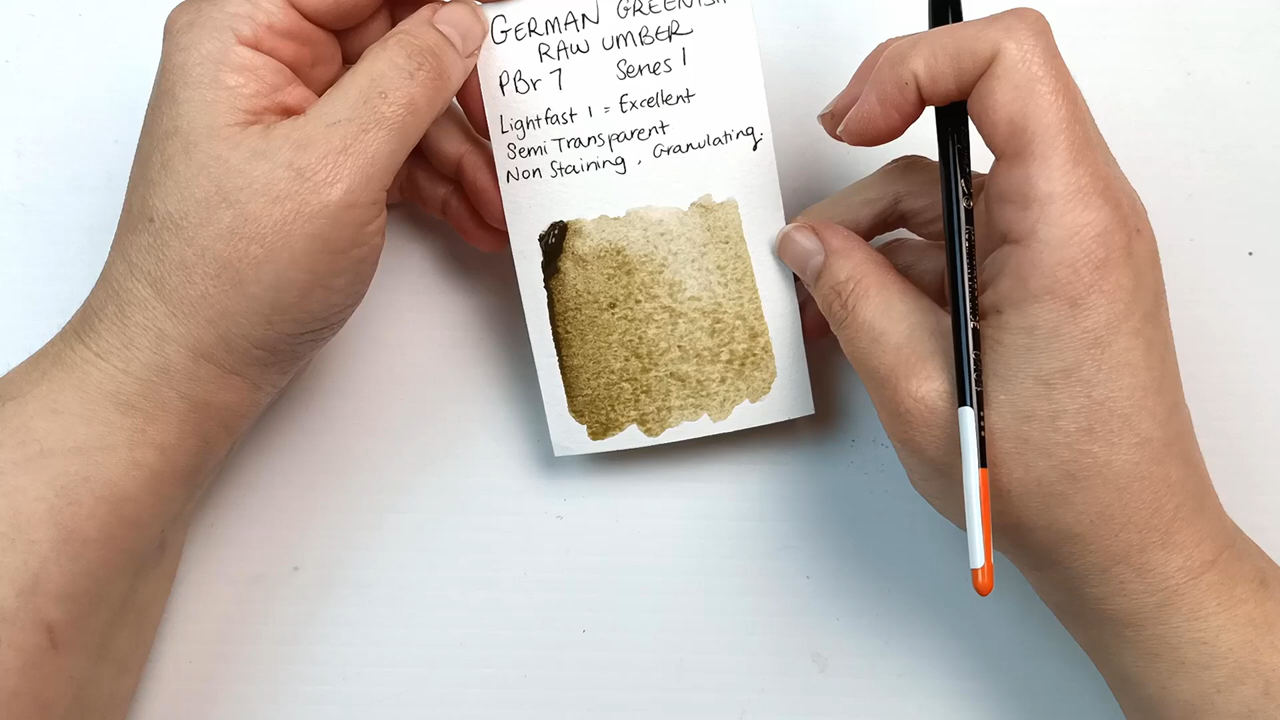 GERMAN GREENISH
RAW UMBER
PBr 7 Series 1
Lightfast 1 = Excellent
Semi Transparent
Non Staining, Granulating.